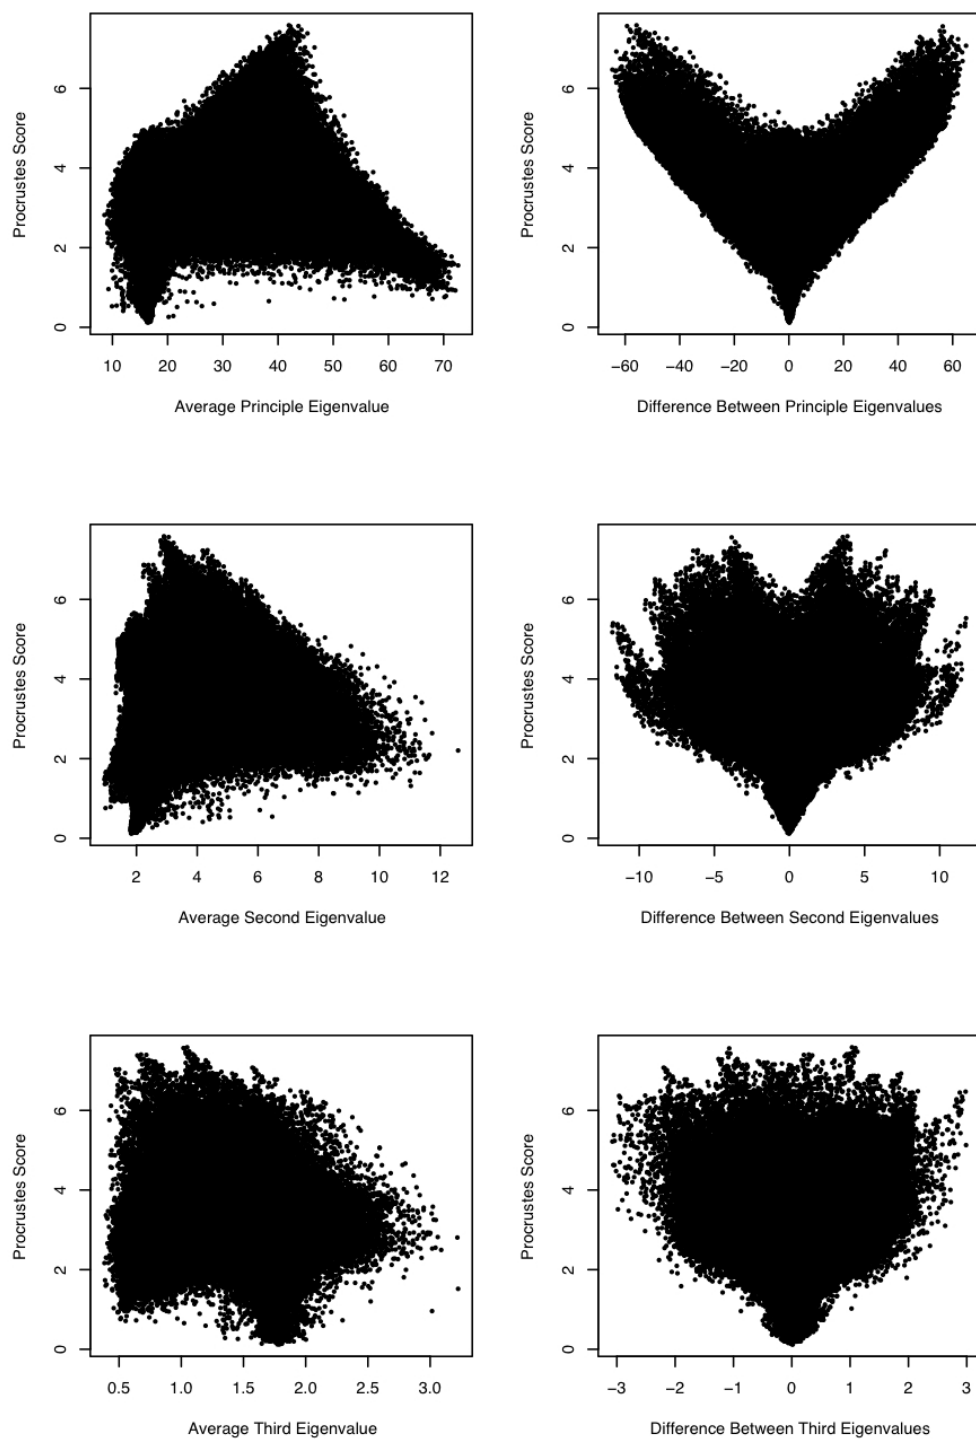 Procrustes Score
0 2 4 6
10 20 30 40 50 60 70
Average Principle Eigenvalue
Procrustes Score
0 2 4 6
−60 −40 −20 0 20 40 60
Difference Between Principle Eigenvalues
Procrustes Score
0 2 4 6
2 4 6 8 10 12
Average Second Eigenvalue
Procrustes Score
0 2 4 6
−10 −5 0 5 10
Difference Between Second Eigenvalues
Procrustes Score
0 2 4 6
0.5 1.0 1.5 2.0 2.5 3.0
Average Third Eigenvalue
Procrustes Score
0 2 4 6
−3 −2 −1 0 1 2 3
Difference Between Third Eigenvalues